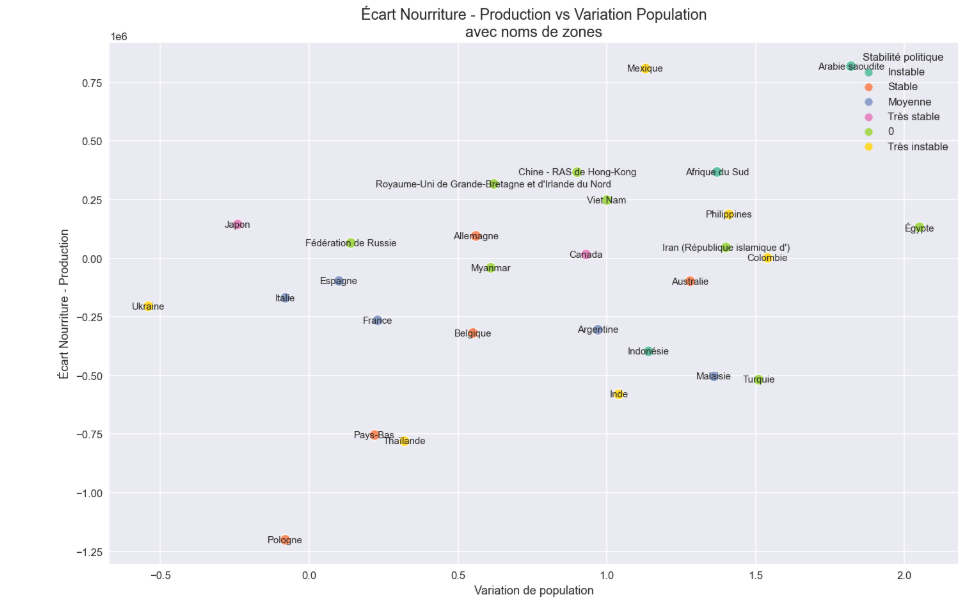 Écart Nourriture - Production vs Variation Population
avec noms de zones
1e6
Mexique
Arabie saoudite
Stabilité politique
Instable
Stable
Moyenne
Très stable
0
Très instable
0.75
0.50
Chine - RAS de Hong-Kong
Afrique du Sud
Royaume-Uni de Grande-Bretagne et d'Irlande du Nord
0.25
Viet Nam
Philippines
Japon
Égypte
Allemagne
Fédération de Russie
Iran (République islamique d')
Canada
Colombie
0.00
Myanmar
Espagne
Australie
Italie
Ukraine
−0.25
France
Belgique
Argentine
Indonésie
−0.50
Malaisie
Turquie
Inde
−0.75
Pays-Bas
Thaïlande
−1.00
Pologne
−1.25
Écart Nourriture - Production
−0.5
0.0
0.5
1.0
1.5
2.0
Variation de population